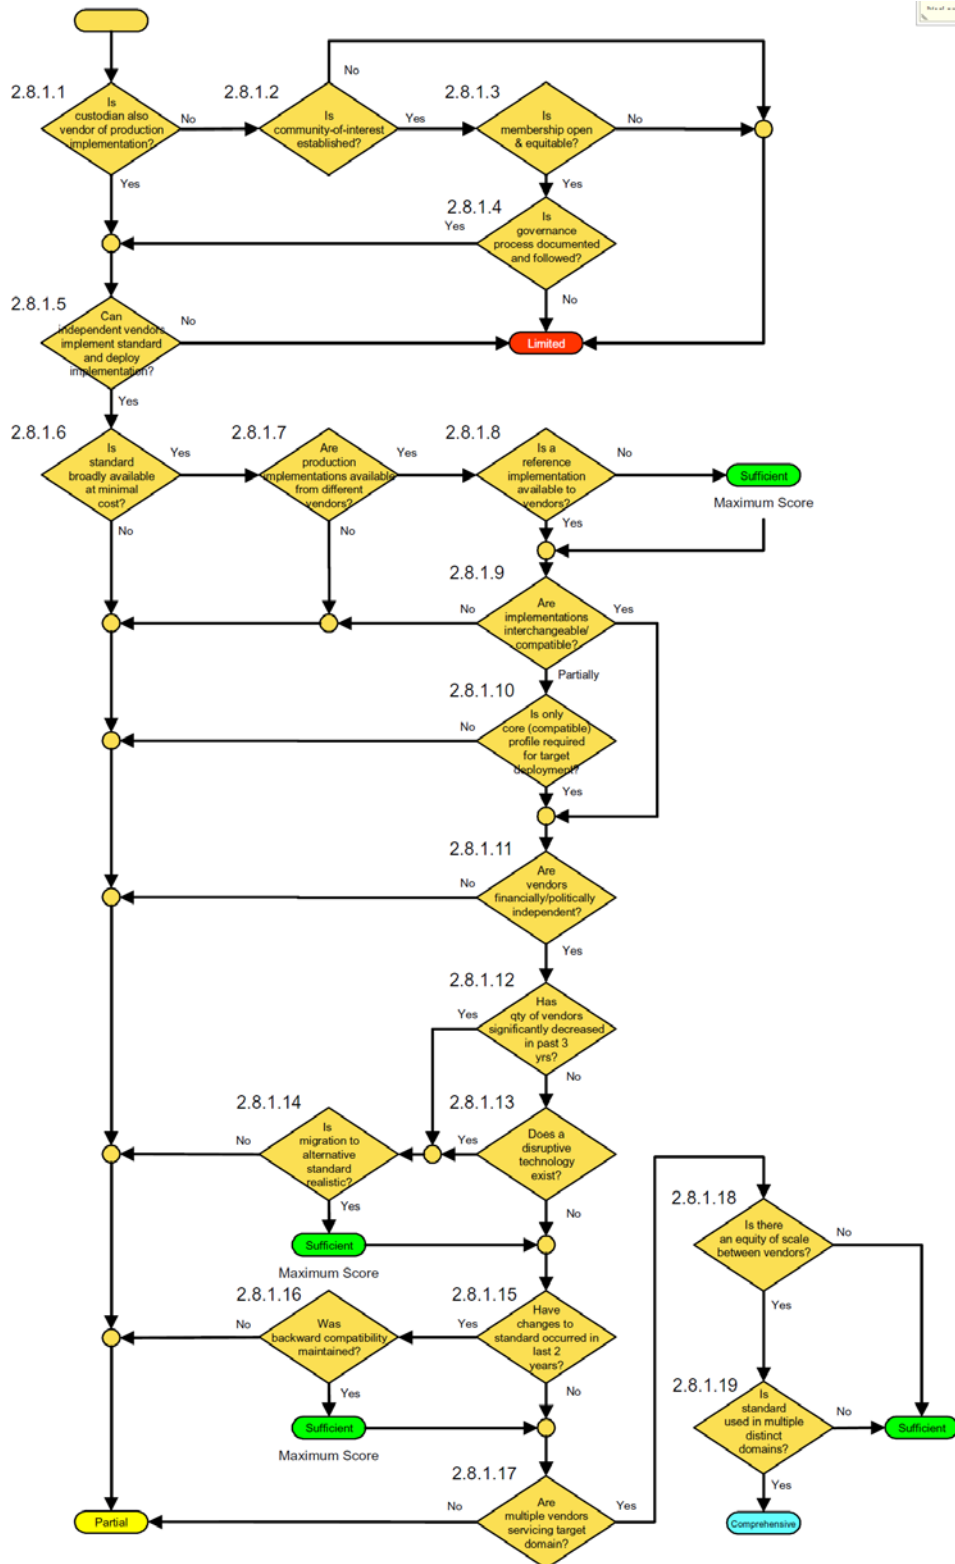 2.8.1.1
Is
custodian also
vendor of production
implementation?
No
Yes
2.8.1.2
No
Is
community-of-interest
established?
Yes
2.8.1.3
Is
membership open
& equitable?
No
Yes
2.8.1.4
Yes
Is
governance
process documented
and followed?
No
2.8.1.5
Can
independent vendors
implement standard
and deploy
implementation?
No
Limited
Yes
2.8.1.6
Is
standard
broadly available
at minimal
cost?
Yes
No
2.8.1.7
Are
production
implementations available
from different
vendors?
Yes
No
2.8.1.8
Is a
reference
implementation
available to
vendors?
No
Sufficient
Maximum Score
Yes
2.8.1.9
No
Are
implementations
interchangeable/
compatible?
Yes
Partially
2.8.1.10
No
Is only
core (compatible)
profile required
for target
deployment?
Yes
2.8.1.11
No
Are
vendors
financially/politically
independent?
Yes
2.8.1.12
Yes
Has
qty of vendors
significantly decreased
in past 3
yrs?
No
2.8.1.13
Yes
Does a
disruptive
technology
exist?
No
2.8.1.14
No
Is
migration to
alternative
standard
realistic?
Yes
Sufficient
Maximum Score
2.8.1.15
Yes
Have
changes to
standard occurred in
last 2
years?
No
2.8.1.16
No
Was
backward compatibility
maintained?
Yes
Sufficient
Maximum Score
2.8.1.17
No
Are
multiple vendors
servicing target
domain?
Yes
Partial
2.8.1.18
Is there
an equity of scale
between vendors?
No
Yes
2.8.1.19
Is
standard
used in multiple
distinct
domains?
No
Sufficient
Yes
Comprehensive